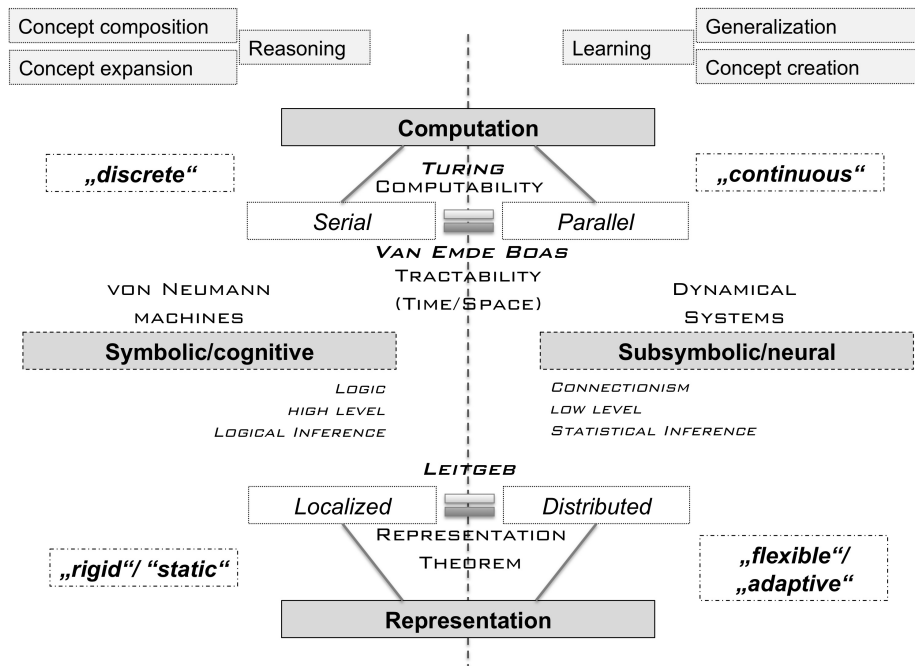 Concept composition
Reasoning
Concept expansion
Generalization
Learning
Concept creation
Computation
„discrete“
„continuous“
TURING
COMPUTABILITY
Serial
Parallel
VAN EMDE BOAS
TRACTABILITY
(TIME/SPACE)
VON NEUMANN
MACHINES
DYNAMICAL
SYSTEMS
Symbolic/cognitive
Subsymbolic/neural
LOGIC
HIGH LEVEL
LOGICAL INFERENCE
CONNECTIONISM
LOW LEVEL
STATISTICAL INFERENCE
LEITGEB
Localized
Distributed
REPRESENTATION
THEOREM
„rigid“/ “static“
„flexible“/
„adaptive“
Representation